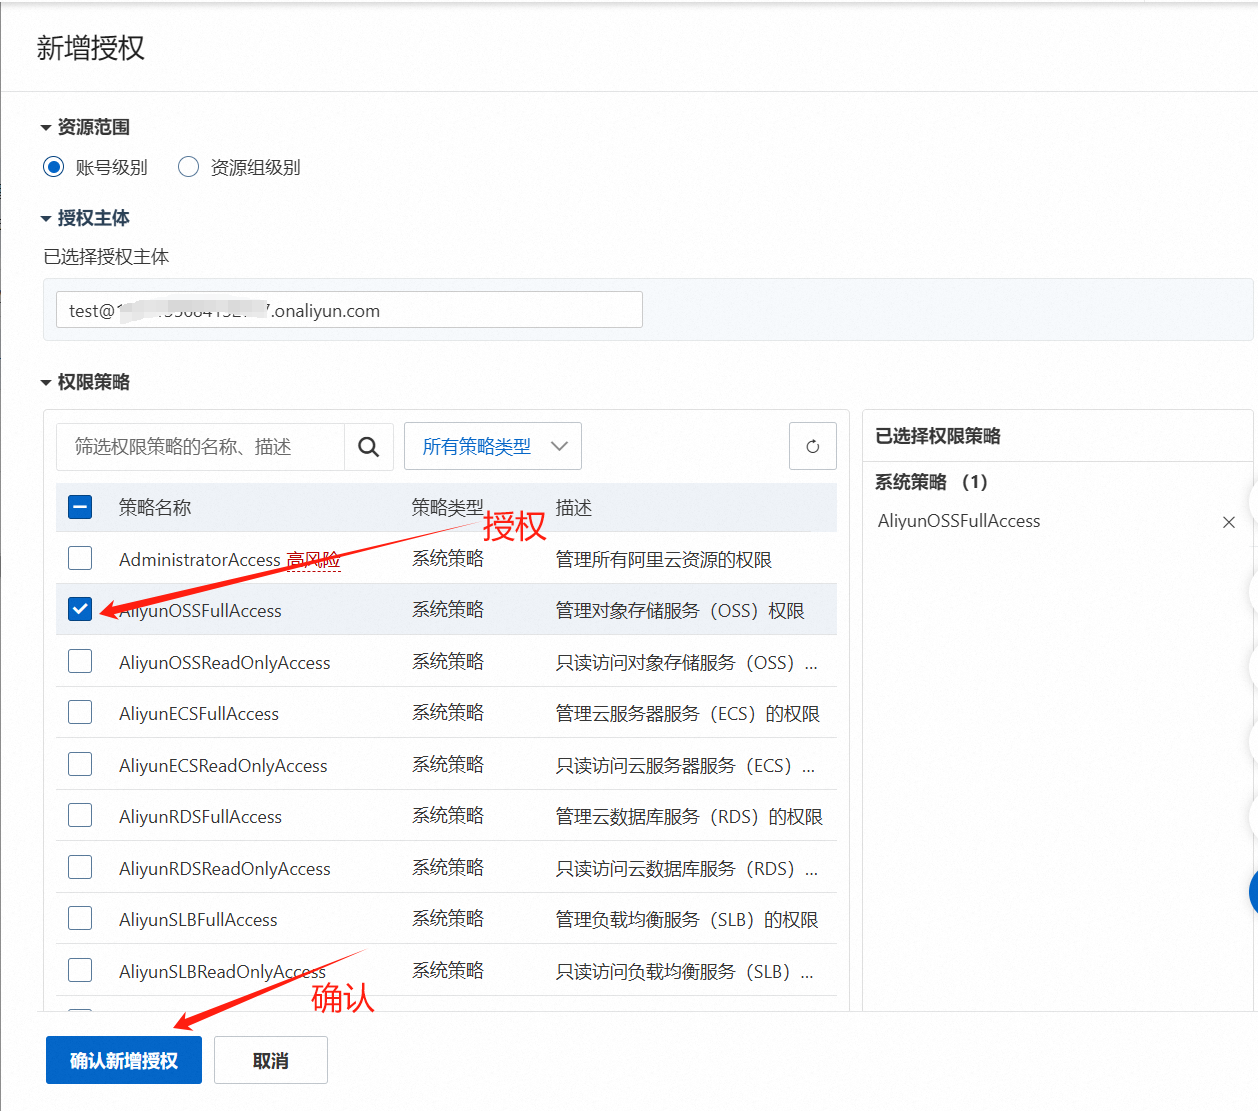 新增授权
资源范围
账号级别 资源组级别
授权主体
已选择授权主体
test@ .onaliyun.com
权限策略
筛选权限策略的名称、描述 所有策略类型
已选择权限策略
系统策略 （1）
AliyunOSSFullAccess
策略名称 策略类型 描述
授权
AdministratorAccess 高风险 系统策略 管理所有阿里云资源的权限
AliyunOSSFullAccess 系统策略 管理对象存储服务（OSS）权限
AliyunOSSReadOnlyAccess 系统策略 只读访问对象存储服务（OSS）...
AliyunECSFullAccess 系统策略 管理云服务器服务（ECS）的权限
AliyunECSReadOnlyAccess 系统策略 只读访问云服务器服务（ECS）...
AliyunRDSFullAccess 系统策略 管理云数据库服务（RDS）的权限
AliyunRDSReadOnlyAccess 系统策略 只读访问云数据库服务（RDS）...
AliyunSLBFullAccess 系统策略 管理负载均衡服务（SLB）的权限
AliyunSLBReadOnlyAccess 系统策略 只读访问负载均衡服务（SLB）...
确认
确认新增授权 取消